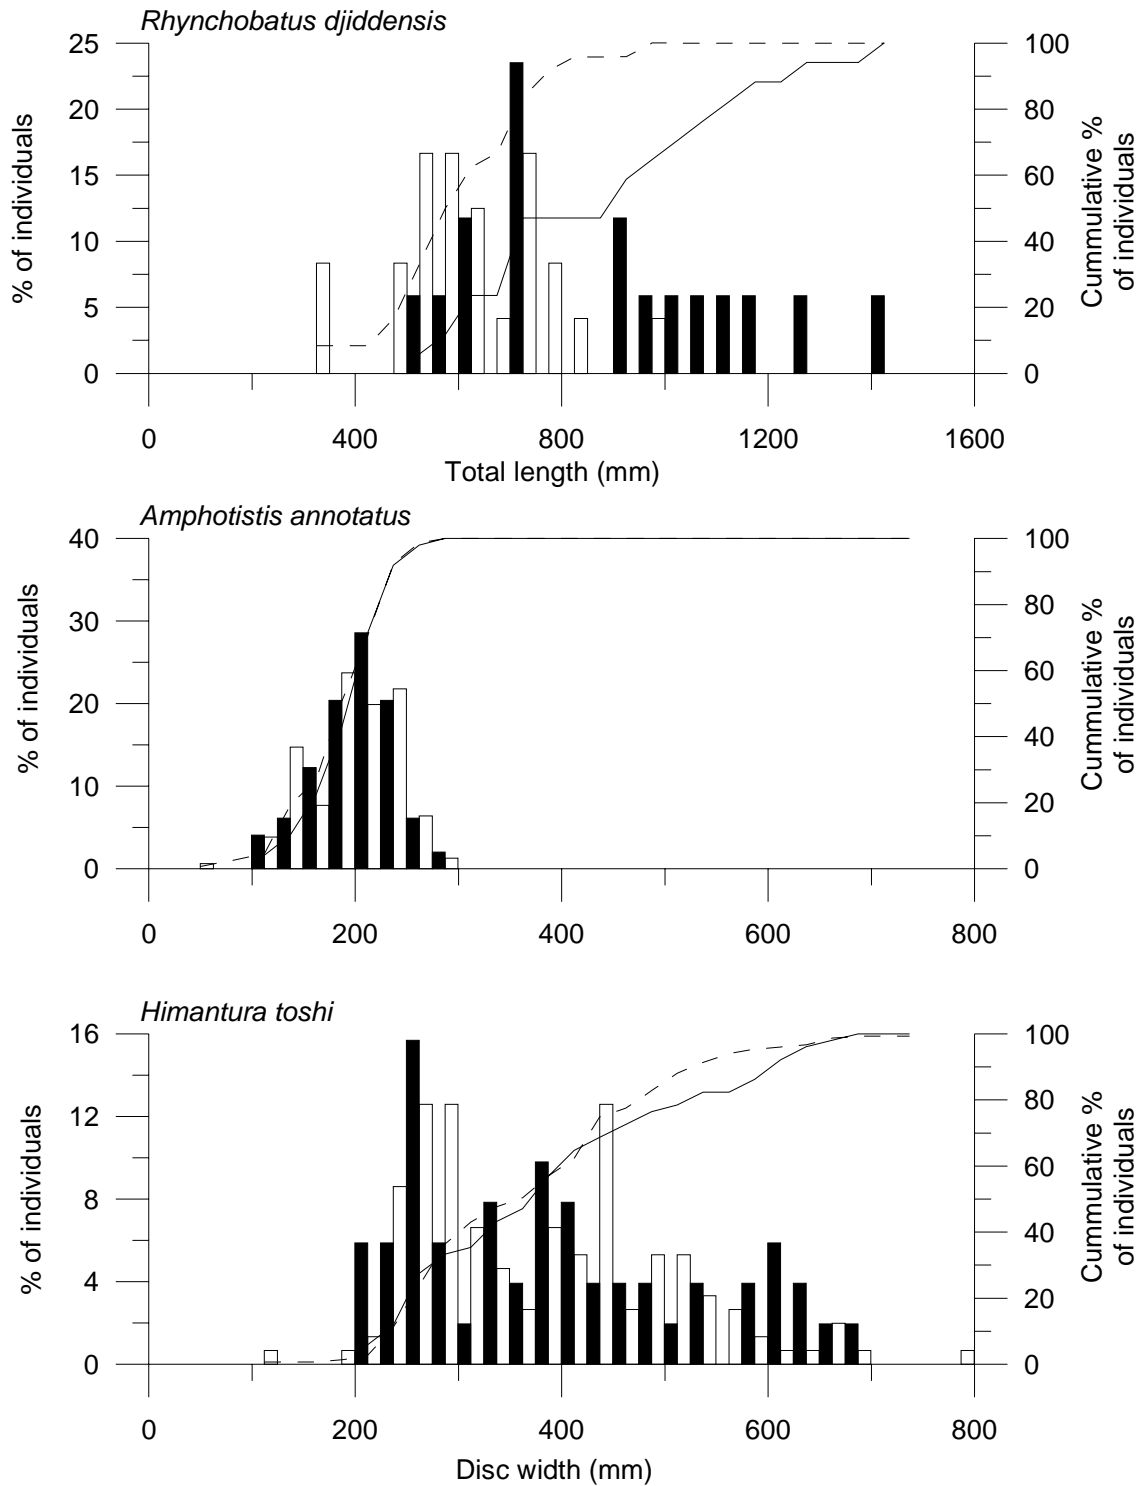 Rhynchobatus djiddensis
25
20
15
10
5
0
% of individuals
100
80
60
40
20
0
Cummulative %
of individuals
0 400 800 1200 1600
Total length (mm)
Amphotistis annotatus
40
30
20
10
0
% of individuals
100
80
60
40
20
0
Cummulative %
of individuals
0 200 400 600 800
Himantura toshi
16
12
8
4
0
% of individuals
100
80
60
40
20
0
Cummulative %
of individuals
0 200 400 600 800
Disc width (mm)